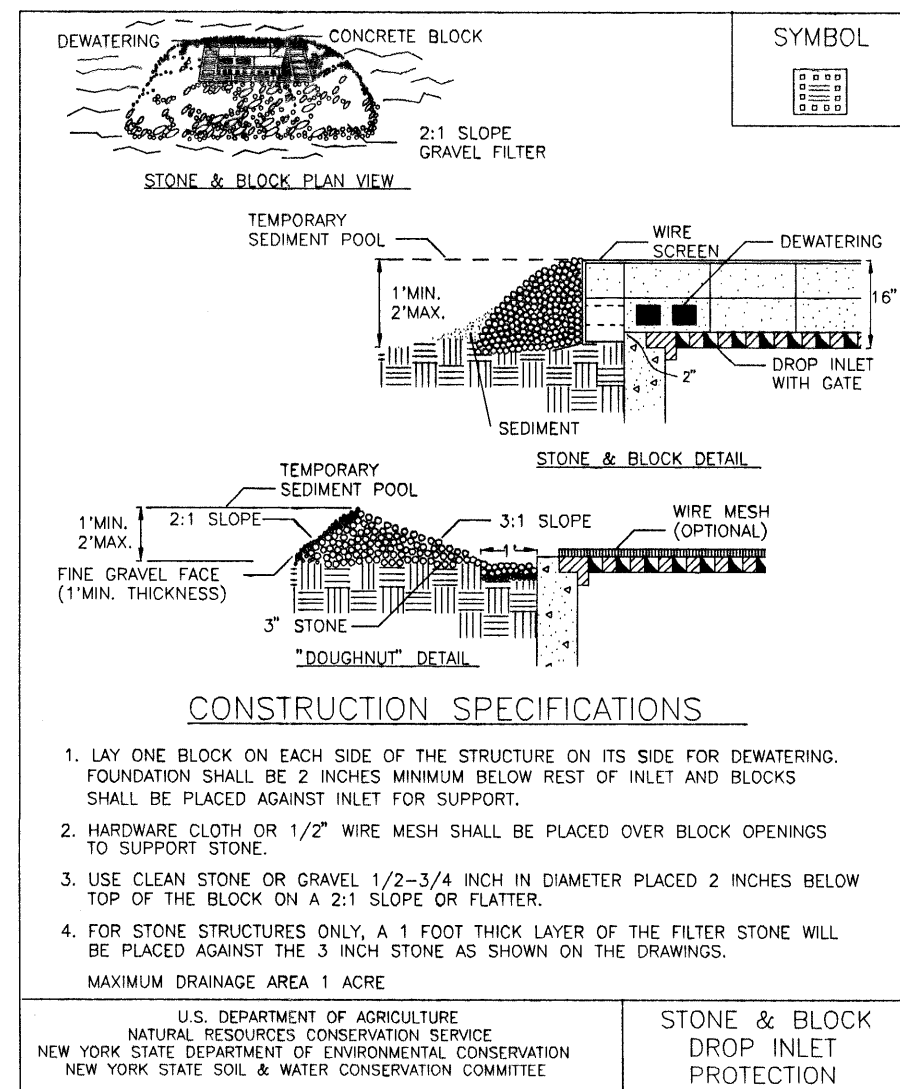 DEWATERING
CONCRETE BLOCK
SYMBOL
2:1 SLOPE
GRAVEL FILTER
STONE & BLOCK PLAN VIEW
TEMPORARY
SEDIMENT POOL
WIRE
SCREEN
DEWATERING
1'MIN.
2'MAX.
16"
DROP INLET
WITH GATE
2"
SEDIMENT
STONE & BLOCK DETAIL
TEMPORARY
SEDIMENT POOL
1'MIN.
2'MAX.
2:1 SLOPE
3:1 SLOPE
1'
WIRE MESH
(OPTIONAL)
FINE GRAVEL FACE
(1'MIN. THICKNESS)
3" STONE
"DOUGHNUT" DETAIL
CONSTRUCTION SPECIFICATIONS
1. LAY ONE BLOCK ON EACH SIDE OF THE STRUCTURE ON ITS SIDE FOR DEWATERING.
FOUNDATION SHALL BE 2 INCHES MINIMUM BELOW REST OF INLET AND BLOCKS
SHALL BE PLACED AGAINST INLET FOR SUPPORT.
2. HARDWARE CLOTH OR 1/2" WIRE MESH SHALL BE PLACED OVER BLOCK OPENINGS
TO SUPPORT STONE.
3. USE CLEAN STONE OR GRAVEL 1/2-3/4 INCH IN DIAMETER PLACED 2 INCHES BELOW
TOP OF THE BLOCK ON A 2:1 SLOPE OR FLATTER.
4. FOR STONE STRUCTURES ONLY, A 1 FOOT THICK LAYER OF THE FILTER STONE WILL
BE PLACED AGAINST THE 3 INCH STONE AS SHOWN ON THE DRAWINGS.
MAXIMUM DRAINAGE AREA 1 ACRE
U.S. DEPARTMENT OF AGRICULTURE
NATURAL RESOURCES CONSERVATION SERVICE
NEW YORK STATE DEPARTMENT OF ENVIRONMENTAL CONSERVATION
NEW YORK STATE SOIL & WATER CONSERVATION COMMITTEE
STONE & BLOCK
DROP INLET
PROTECTION